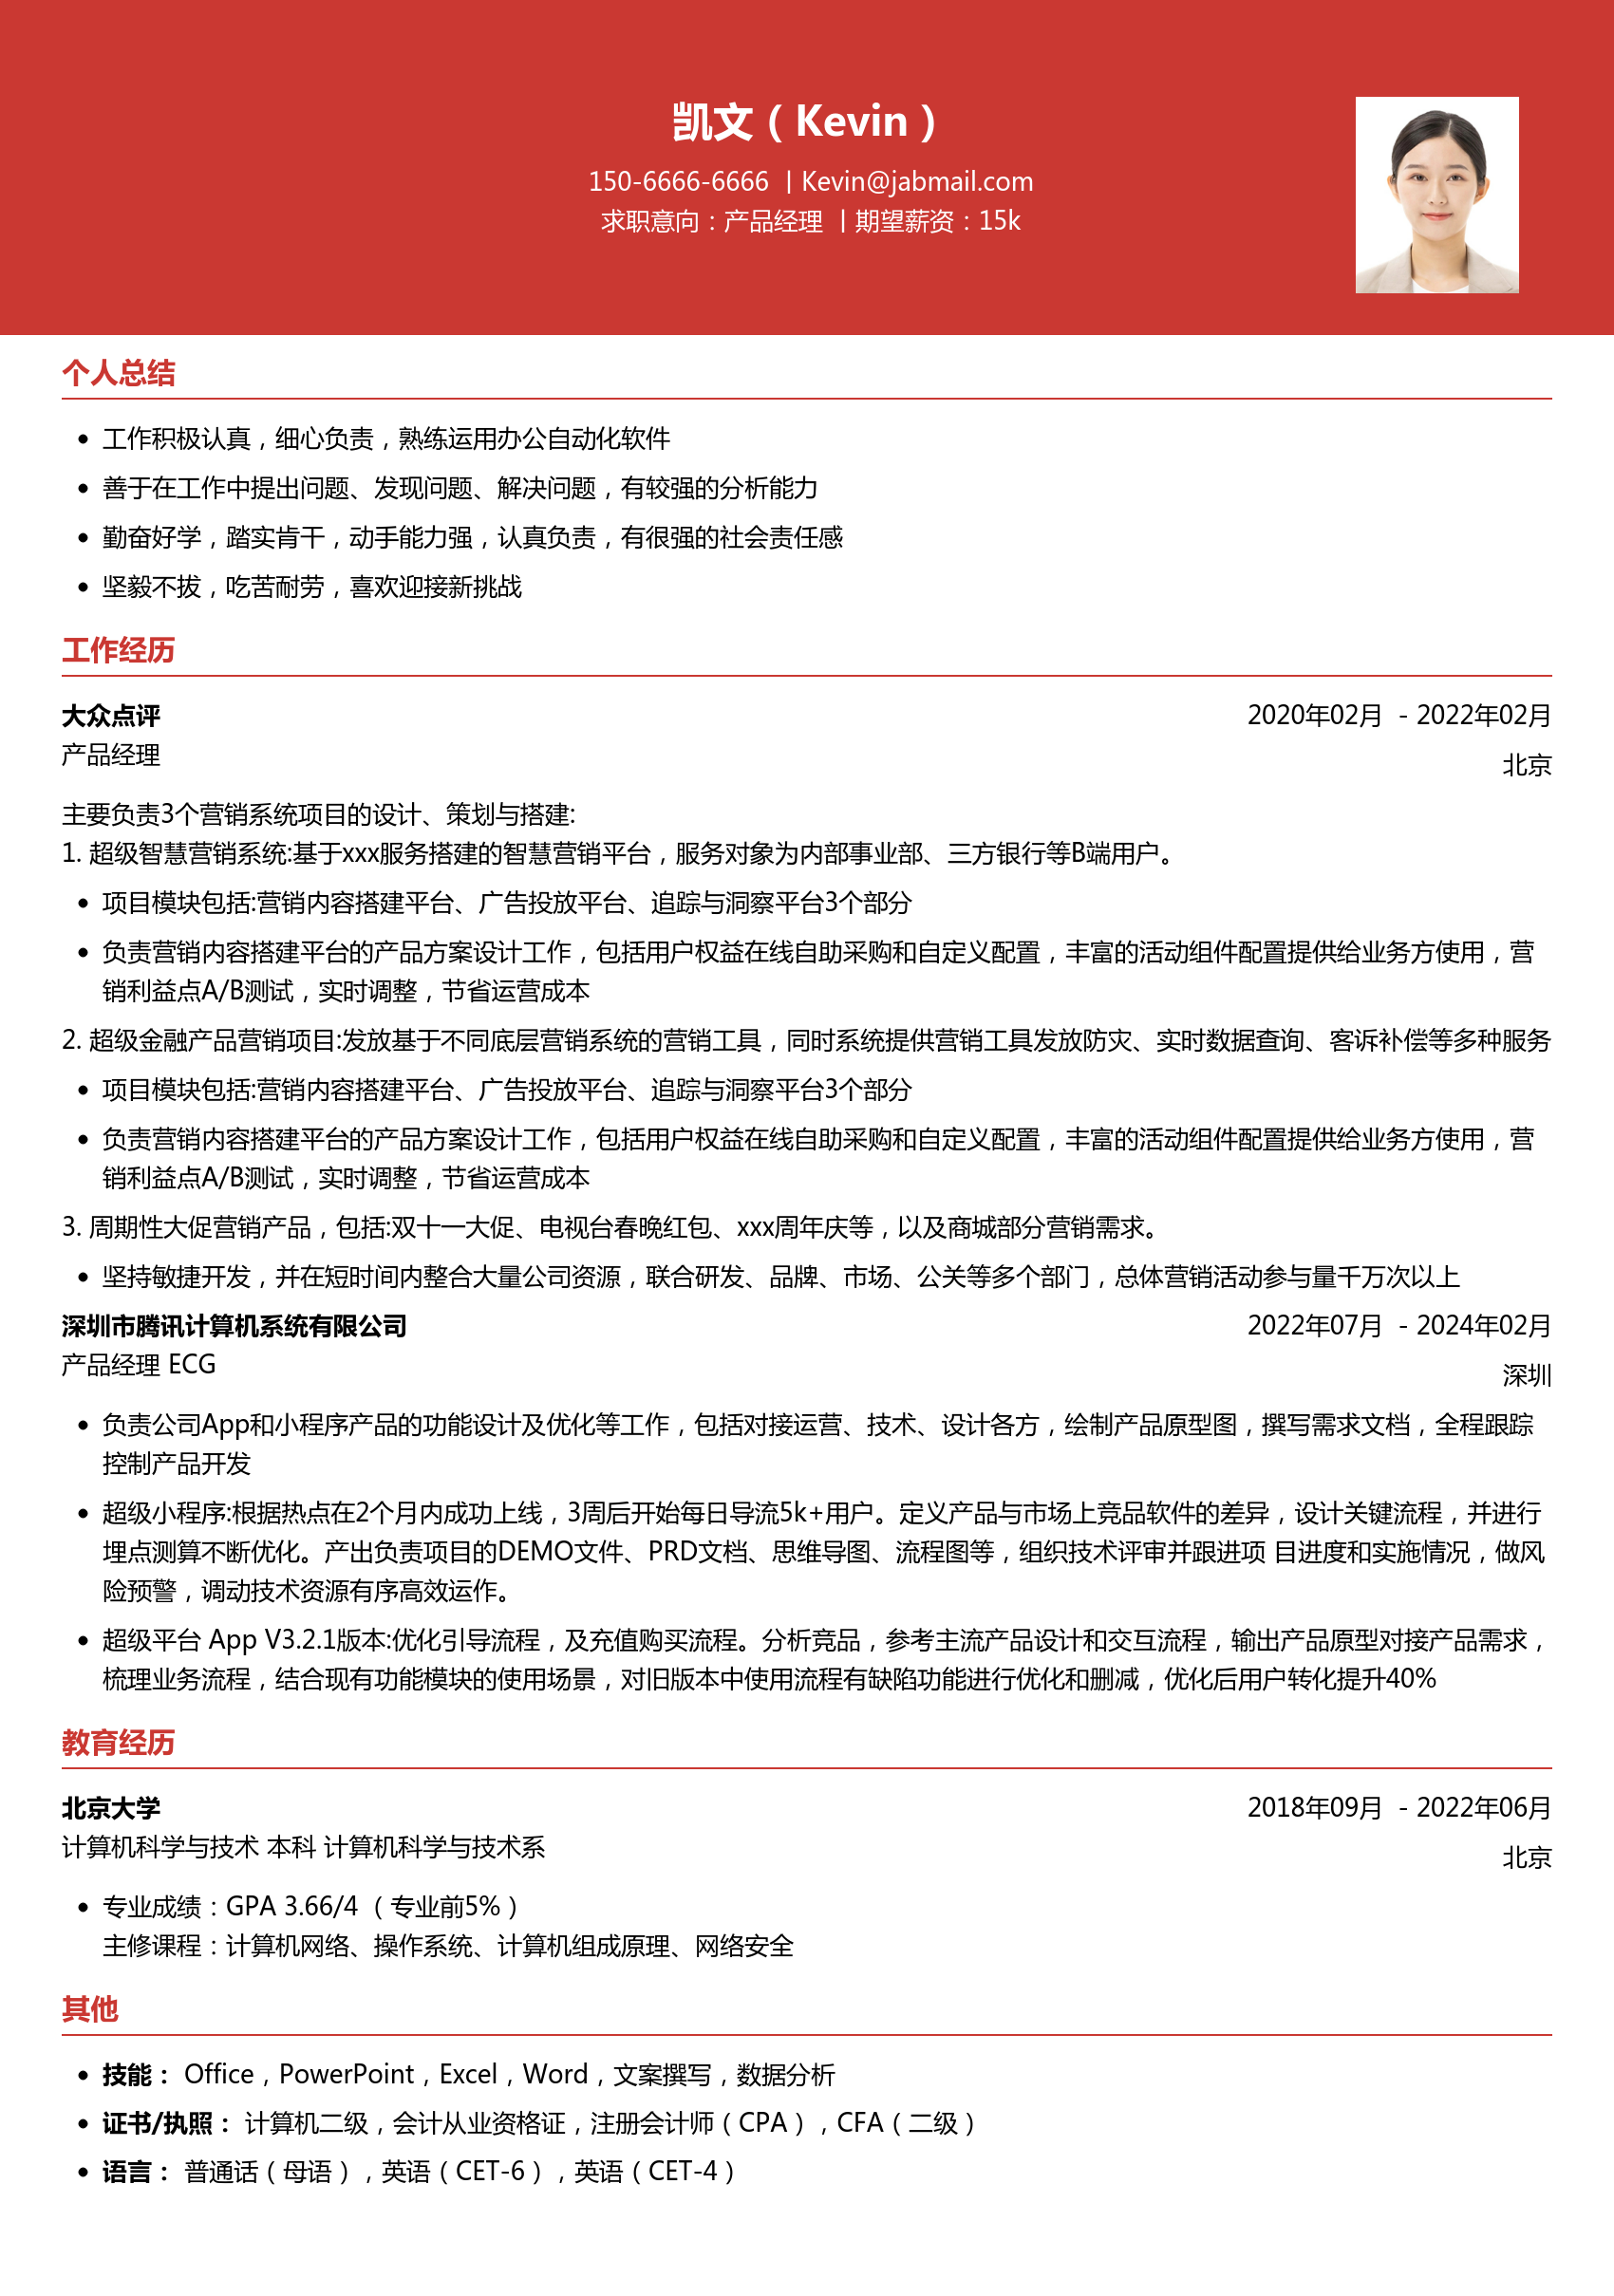 凯文（Kevin）
150-6666-6666 | Kevin@jabmail.com
求职意向：产品经理 | 期望薪资：15k
个人总结
• 工作积极认真，细心负责，熟练运用办公自动化软件
• 善于在工作中提出问题、发现问题、解决问题，有较强的分析能力
• 勤奋好学，踏实肯干，动手能力强，认真负责，有很强的社会责任感
• 坚毅不拔，吃苦耐劳，喜欢迎接新挑战
工作经历
大众点评 2020年02月 - 2022年02月
产品经理 北京
主要负责3个营销系统项目的设计、策划与搭建:
1. 超级智慧营销系统:基于xxx服务搭建的智慧营销平台，服务对象为内部事业部、三方银行等B端用户。
• 项目模块包括:营销内容搭建平台、广告投放平台、追踪与洞察平台3个部分
• 负责营销内容搭建平台的产品方案设计工作，包括用户权益在线自助采购和自定义配置，丰富的活动组件配置提供给业务方使用，营
销利益点A/B测试，实时调整，节省运营成本
2. 超级金融产品营销项目:发放基于不同底层营销系统的营销工具，同时系统提供营销工具发放防灾、实时数据查询、客诉补偿等多种服务
• 项目模块包括:营销内容搭建平台、广告投放平台、追踪与洞察平台3个部分
• 负责营销内容搭建平台的产品方案设计工作，包括用户权益在线自助采购和自定义配置，丰富的活动组件配置提供给业务方使用，营
销利益点A/B测试，实时调整，节省运营成本
3. 周期性大促营销产品，包括:双十一大促、电视台春晚红包、xxx周年庆等，以及商城部分营销需求。
• 坚持敏捷开发，并在短时间内整合大量公司资源，联合研发、品牌、市场、公关等多个部门，总体营销活动参与量千万次以上
深圳市腾讯计算机系统有限公司 2022年07月 - 2024年02月
产品经理 ECG 深圳
• 负责公司App和小程序产品的功能设计及优化等工作，包括对接运营、技术、设计各方，绘制产品原型图，撰写需求文档，全程跟踪
控制产品开发
• 超级小程序:根据热点在2个月内成功上线，3周后开始每日导流5k+用户。定义产品与市场上竞品软件的差异，设计关键流程，并进行
埋点测算不断优化。产出负责项目的DEMO文件、PRD文档、思维导图、流程图等，组织技术评审并跟进项 目进度和实施情况，做风
险预警，调动技术资源有序高效运作。
• 超级平台 App V3.2.1版本:优化引导流程，及充值购买流程。分析竞品，参考主流产品设计和交互流程，输出产品原型对接产品需求，
梳理业务流程，结合现有功能模块的使用场景，对旧版本中使用流程有缺陷功能进行优化和删减，优化后用户转化提升40%
教育经历
北京大学 2018年09月 - 2022年06月
计算机科学与技术 本科 计算机科学与技术系 北京
• 专业成绩：GPA 3.66/4 （专业前5%）
主修课程：计算机网络、操作系统、计算机组成原理、网络安全
其他
• 技能： Office，PowerPoint，Excel，Word，文案撰写，数据分析
• 证书/执照： 计算机二级，会计从业资格证，注册会计师（CPA），CFA（二级）
• 语言： 普通话（母语），英语（CET-6），英语（CET-4）